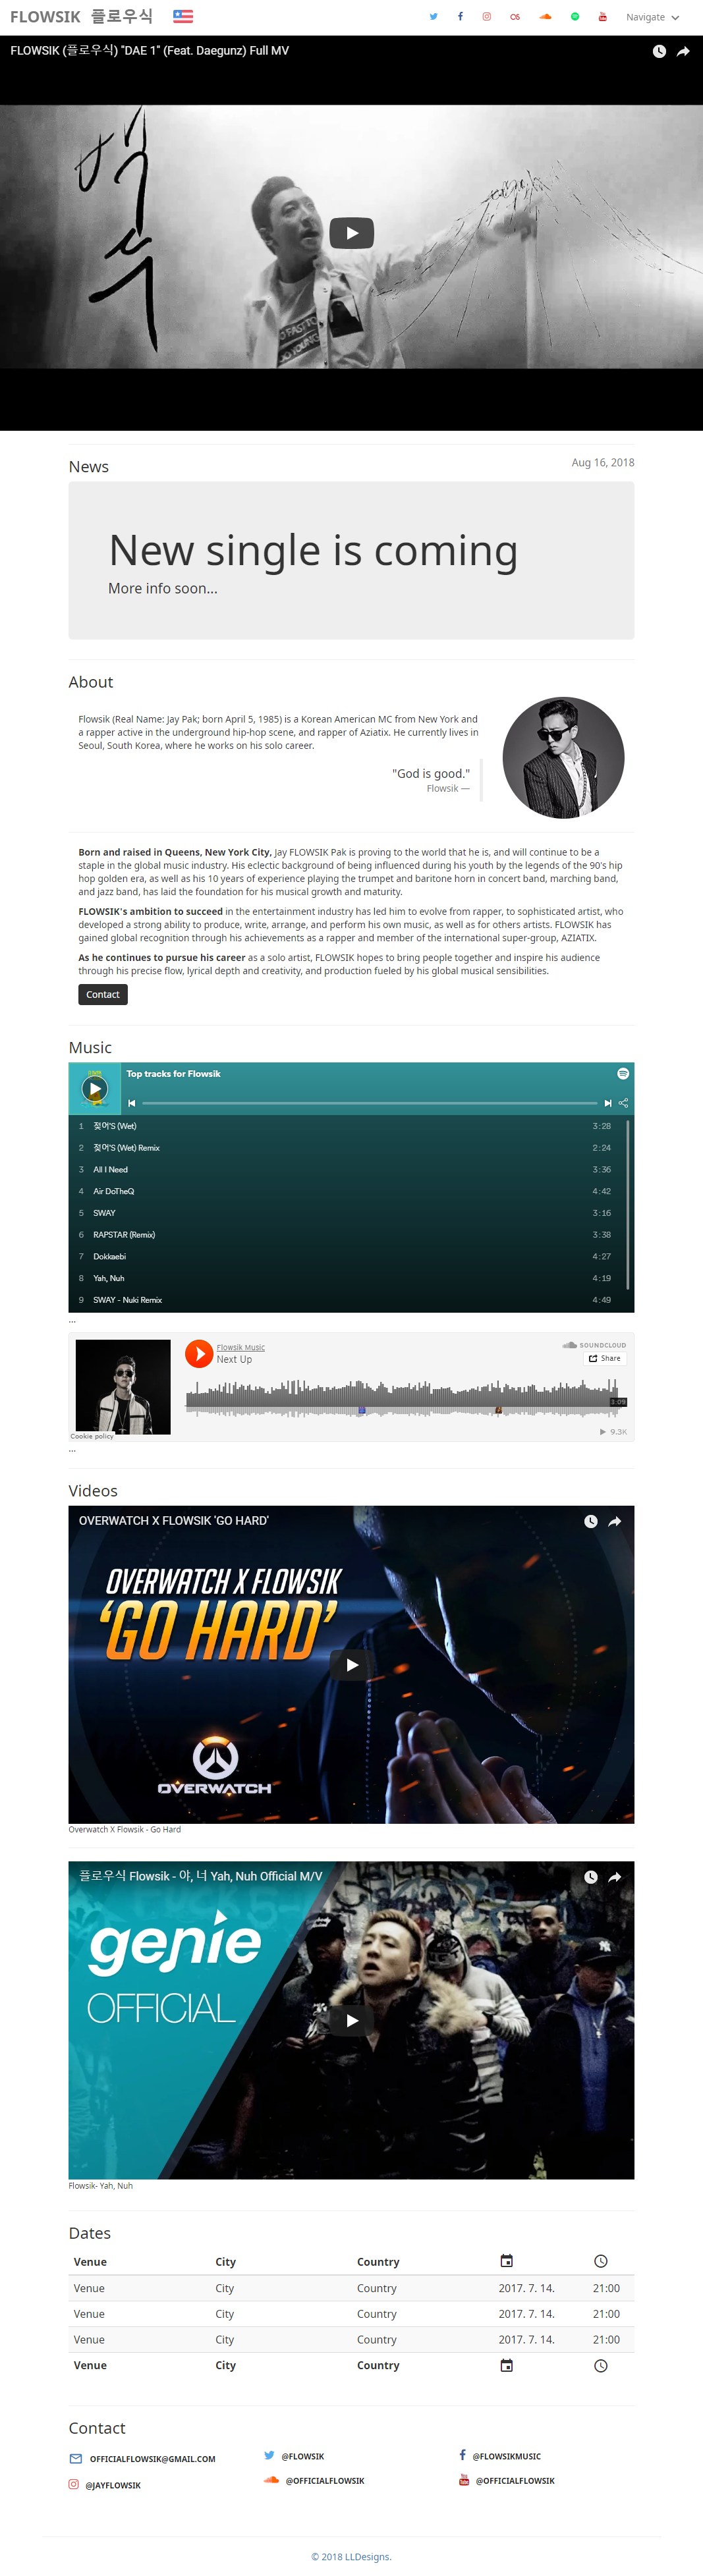 FLOWSIK 플로우식
Navigate
FLOWSIK (플로우식) "DAE 1" (Feat. Daegunz) Full MV
News
Aug 16, 2018
New single is coming
More info soon...
About
Flowsik (Real Name: Jay Pak; born April 5, 1985) is a Korean American MC from New York and
a rapper active in the underground hip-hop scene, and rapper of Aziatix. He currently lives in
Seoul, South Korea, where he works on his solo career.
"God is good."
Flowsik —
Born and raised in Queens, New York City, Jay FLOWSIK Pak is proving to the world that he is, and will continue to be a
staple in the global music industry. His eclectic background of being influenced during his youth by the legends of the 90's hip
hop golden era, as well as his 10 years of experience playing the trumpet and baritone horn in concert band, marching band,
and jazz band, has laid the foundation for his musical growth and maturity.
FLOWSIK's ambition to succeed in the entertainment industry has led him to evolve from rapper, to sophisticated artist, who
developed a strong ability to produce, write, arrange, and perform his own music, as well as for others artists. FLOWSIK has
gained global recognition through his achievements as a rapper and member of the international super-group, AZIATIX.
As he continues to pursue his career as a solo artist, FLOWSIK hopes to bring people together and inspire his audience
through his precise flow, lyrical depth and creativity, and production fueled by his global musical sensibilities.
Contact
Music
Top tracks for Flowsik
1 젖어'S (Wet) 3:28
2 젖어'S (Wet) Remix 2:24
3 All I Need 3:36
4 Air DoTheQ 4:42
5 SWAY 3:16
6 RAPSTAR (Remix) 3:38
7 Dokkaebi 4:27
8 Yah, Nuh 4:19
9 SWAY - Nuki Remix 4:49
...
Flowsik Music
Next Up
SOUNDCLOUD
Share
3:09
Cookie policy
9.3K
...
Videos
OVERWATCH X FLOWSIK 'GO HARD'
OVERWATCH X FLOWSIK
'GO HARD'
OVERWATCH
Overwatch X Flowsik - Go Hard
플로우식 Flowsik - 야, 너 Yah, Nuh Official M/V
genie
OFFICIAL
Flowsik- Yah, Nuh
Dates
Venue City Country
Venue City Country 2017. 7. 14. 21:00
Venue City Country 2017. 7. 14. 21:00
Venue City Country 2017. 7. 14. 21:00
Venue City Country
Contact
OFFICIALFLOWSIK@GMAIL.COM
@FLOWSIK
@FLOWSIKMUSIC
@JAYFLOWSIK
@OFFICIALFLOWSIK
@OFFICIALFLOWSIK
© 2018 LLDesigns.